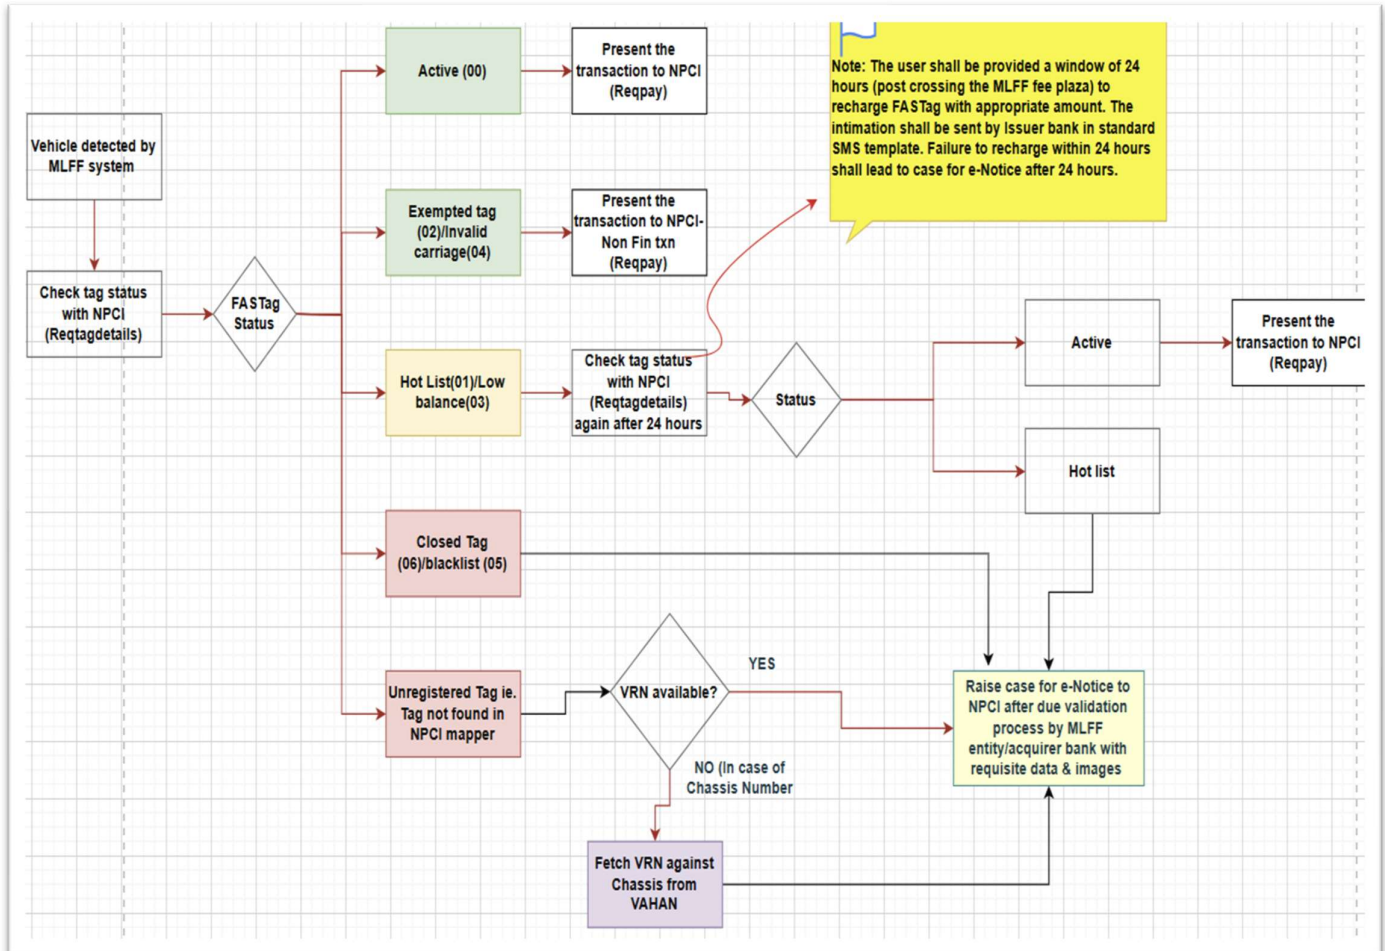 Vehicle detected by
MLFF system
Check tag status
with NPCI
(Reqtagdetails)
FASTag
Status
Active (00)
Present the
transaction to NPCI
(Reqpay)
Exempted tag
(02)/Invalid
carriage(04)
Present the
transaction to NPCI-
Non Fin txn
(Reqpay)
Hot List(01)/Low
balance(03)
Check tag status
with NPCI
(Reqtagdetails)
again after 24 hours
Note: The user shall be provided a window of 24
hours (post crossing the MLFF fee plaza) to
recharge FASTag with appropriate amount. The
intimation shall be sent by Issuer bank in standard
SMS template. Failure to recharge within 24 hours
shall lead to case for e-Notice after 24 hours.
Status
Active
Present the
transaction to NPCI
(Reqpay)
Hot list
Closed Tag
(06)/blacklist (05)
Unregistered Tag ie.
Tag not found in
NPCI mapper
VRN available?
YES
NO (In case of
Chassis Number
Fetch VRN against
Chassis from
VAHAN
Raise case for e-Notice to
NPCI after due validation
process by MLFF
entity/acquirer bank with
requisite data & images